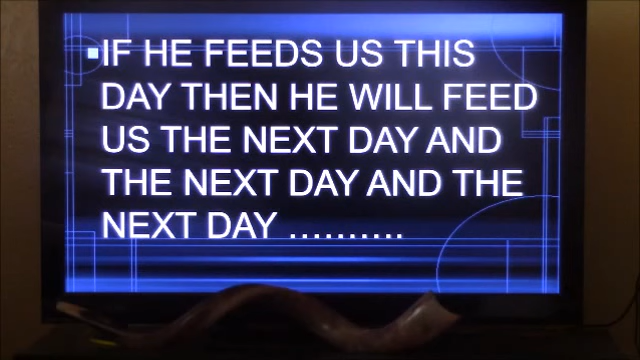 IF HE FEEDS US THIS
DAY THEN HE WILL FEED
US THE NEXT DAY AND
THE NEXT DAY AND THE
NEXT DAY ..........